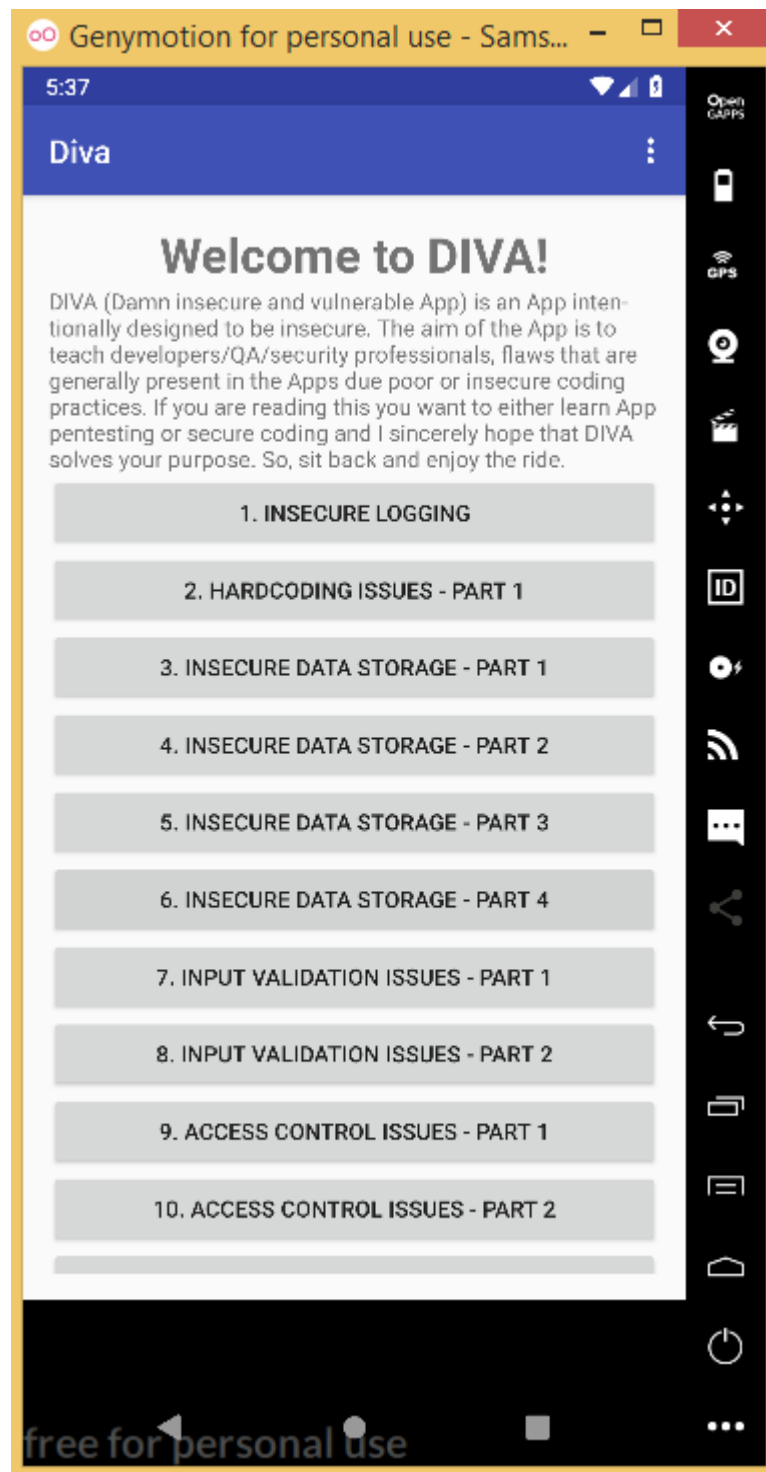 Genymotion for personal use - Sams...
5:37
Open
GAPPS
Diva
GPS
Welcome to DIVA!
DIVA (Damn insecure and vulnerable App) is an App inten-
tionally designed to be insecure. The aim of the App is to
teach developers/QA/security professionals, flaws that are
generally present in the Apps due poor or insecure coding
practices. If you are reading this you want to either learn App
pentesting or secure coding and I sincerely hope that DIVA
solves your purpose. So, sit back and enjoy the ride.
1. INSECURE LOGGING
2. HARDCODING ISSUES - PART 1
ID
3. INSECURE DATA STORAGE - PART 1
4. INSECURE DATA STORAGE - PART 2
5. INSECURE DATA STORAGE - PART 3
6. INSECURE DATA STORAGE - PART 4
7. INPUT VALIDATION ISSUES - PART 1
8. INPUT VALIDATION ISSUES - PART 2
9. ACCESS CONTROL ISSUES - PART 1
10. ACCESS CONTROL ISSUES - PART 2
free for personal use